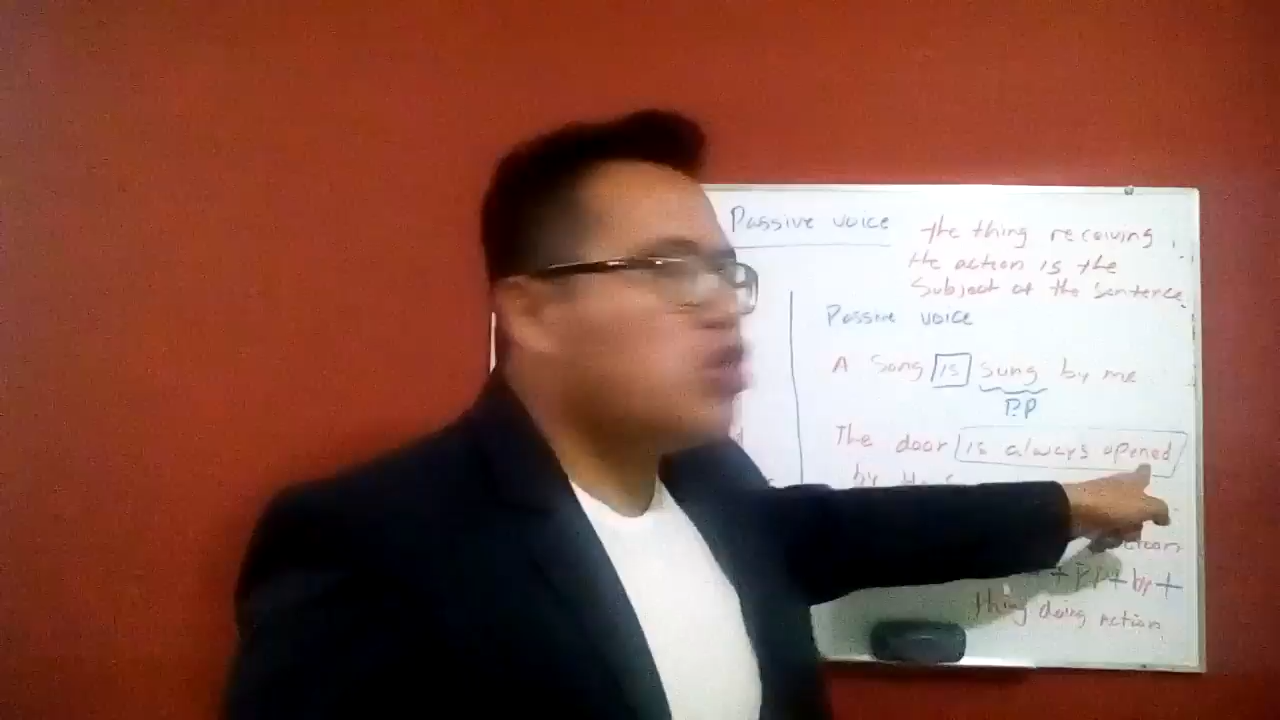 Passive voice
the thing receiving
the action is the
Subject of the sentence.
Passive voice
A Song is sung by me
P.P
The door is always opened
by
+ PP + by +
thing doing action